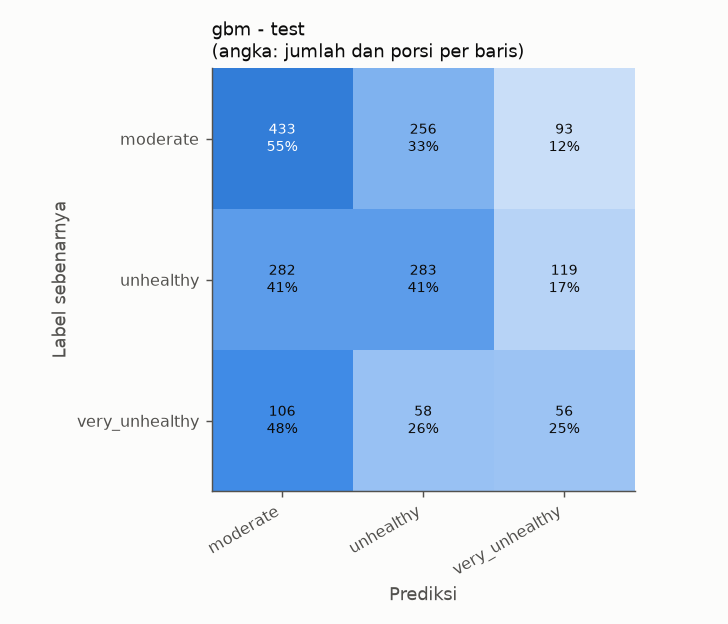 gbm - test
(angka: jumlah dan porsi per baris)
Label sebenarnya
moderate
433
55%
256
33%
93
12%
unhealthy
282
41%
283
41%
119
17%
very_unhealthy
106
48%
58
26%
56
25%
moderate
unhealthy
very_unhealthy
Prediksi